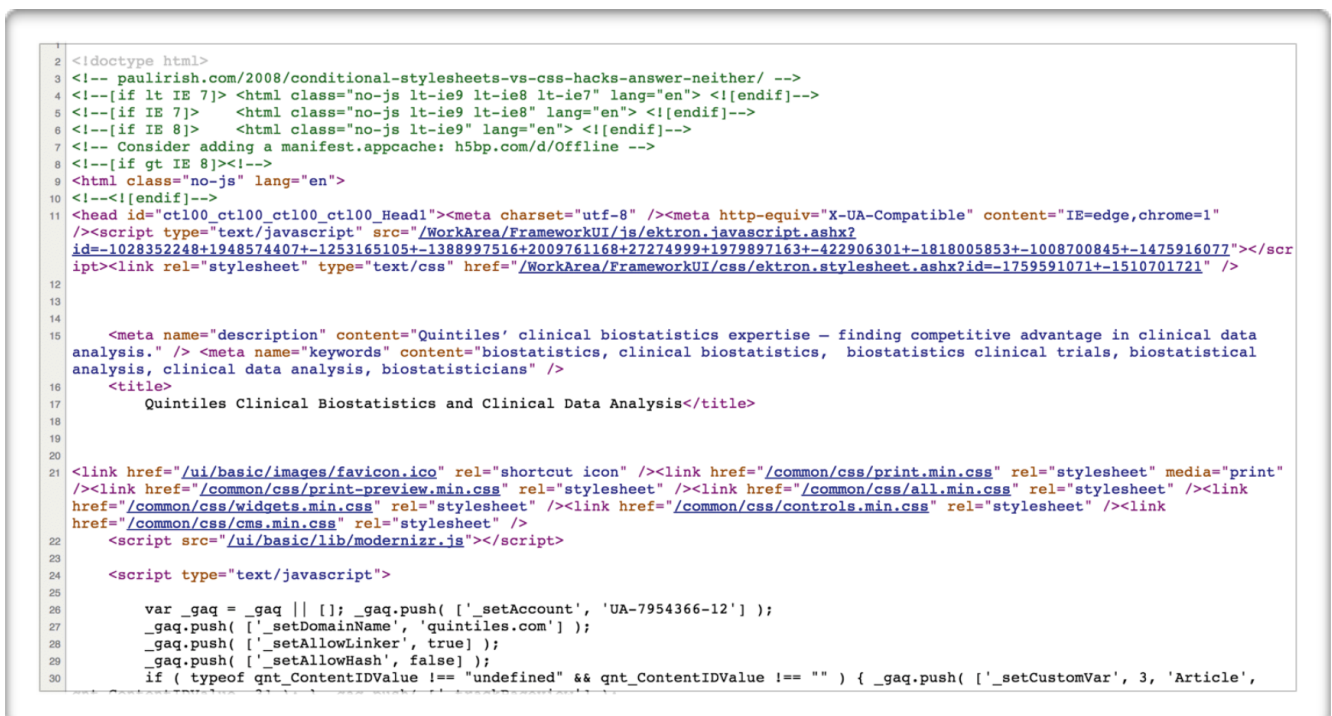 1
2 <!doctype html>
3 <!-- paulirish.com/2008/conditional-stylesheets-vs-css-hacks-answer-neither/ -->
4 <!--[if lt IE 7]> <html class="no-js lt-ie9 lt-ie8 lt-ie7" lang="en"> <![endif]-->
5 <!--[if IE 7]>    <html class="no-js lt-ie9 lt-ie8" lang="en"> <![endif]-->
6 <!--[if IE 8]>    <html class="no-js lt-ie9" lang="en"> <![endif]-->
7 <!-- Consider adding a manifest.appcache: h5bp.com/d/Offline -->
8 <!--[if gt IE 8]><!-->
9 <html class="no-js" lang="en">
10 <!--<![endif]-->
11 <head id="ctl00_ctl00_ctl00_ctl00_Head1"><meta charset="utf-8" /><meta http-equiv="X-UA-Compatible" content="IE=edge,chrome=1"
/><script type="text/javascript" src="/WorkArea/FrameworkUI/js/ektron.javascript.ashx?
id=-1028352248+1948574407+-1253165105+-1388997516+2009761168+27274999+1979897163+-422906301+-1818005853+-1008700845+-1475916077"></scr
ipt><link rel="stylesheet" type="text/css" href="/WorkArea/FrameworkUI/css/ektron.stylesheet.ashx?id=-1759591071+-1510701721" />
12
13
14
15     <meta name="description" content="Quintiles’ clinical biostatistics expertise – finding competitive advantage in clinical data
analysis." /> <meta name="keywords" content="biostatistics, clinical biostatistics,  biostatistics clinical trials, biostatistical
analysis, clinical data analysis, biostatisticians" />
16     <title>
17         Quintiles Clinical Biostatistics and Clinical Data Analysis</title>
18
19
20
21 <link href="/ui/basic/images/favicon.ico" rel="shortcut icon" /><link href="/common/css/print.min.css" rel="stylesheet" media="print"
/><link href="/common/css/print-preview.min.css" rel="stylesheet" /><link href="/common/css/all.min.css" rel="stylesheet" /><link
href="/common/css/widgets.min.css" rel="stylesheet" /><link href="/common/css/controls.min.css" rel="stylesheet" /><link
href="/common/css/cms.min.css" rel="stylesheet" />
22     <script src="/ui/basic/lib/modernizr.js"></script>
23
24     <script type="text/javascript">
25
26         var _gaq = _gaq || []; _gaq.push( ['_setAccount', 'UA-7954366-12'] );
27         _gaq.push( ['_setDomainName', 'quintiles.com'] );
28         _gaq.push( ['_setAllowLinker', true] );
29         _gaq.push( ['_setAllowHash', false] );
30         if ( typeof qnt_ContentIDValue !== "undefined" && qnt_ContentIDValue !== "" ) { _gaq.push( ['_setCustomVar', 3, 'Article',